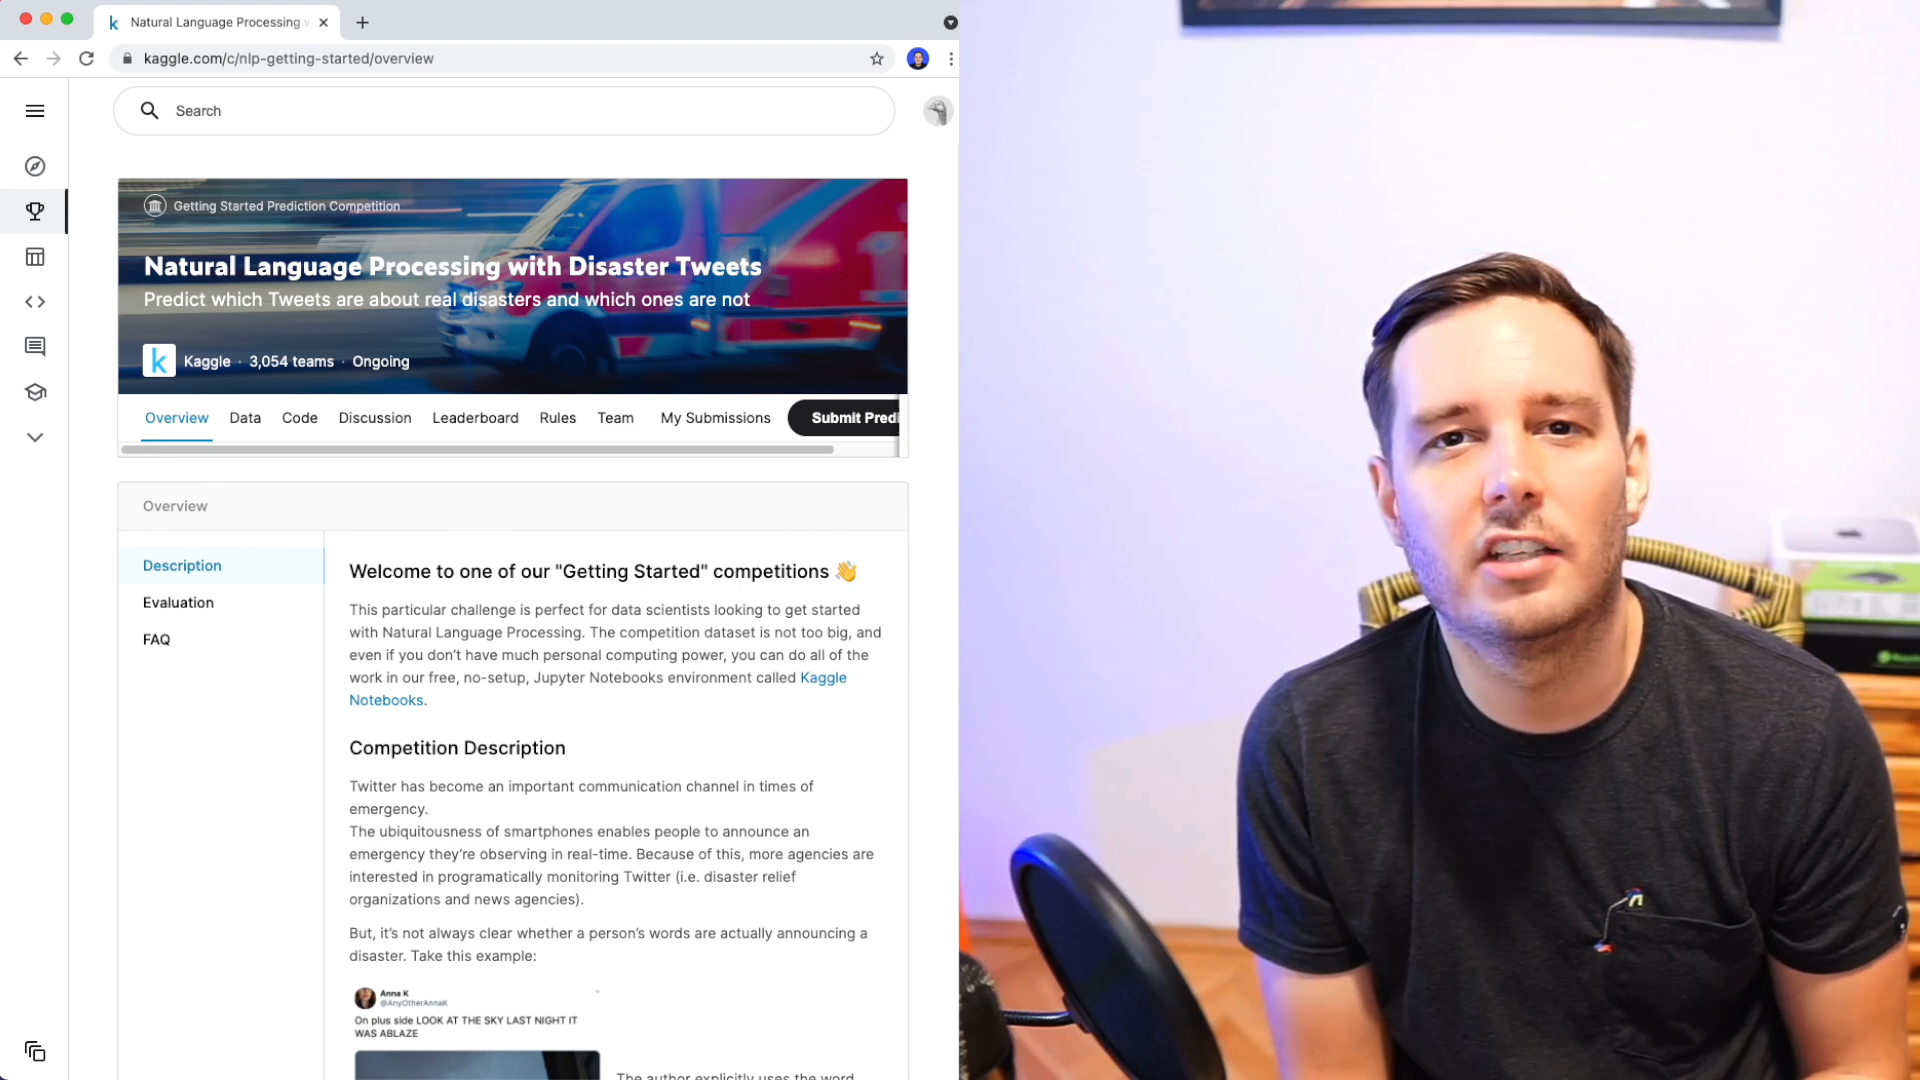 Natural Language Processing w
kaggle.com/c/nlp-getting-started/overview
Search
Getting Started Prediction Competition
Natural Language Processing with Disaster Tweets
Predict which Tweets are about real disasters and which ones are not
k Kaggle · 3,054 teams · Ongoing
Overview Data Code Discussion Leaderboard Rules Team My Submissions Submit Predi
Overview
Description
Evaluation
FAQ
Welcome to one of our "Getting Started" competitions 👋
This particular challenge is perfect for data scientists looking to get started
with Natural Language Processing. The competition dataset is not too big, and
even if you don’t have much personal computing power, you can do all of the
work in our free, no-setup, Jupyter Notebooks environment called Kaggle
Notebooks.
Competition Description
Twitter has become an important communication channel in times of
emergency.
The ubiquitousness of smartphones enables people to announce an
emergency they’re observing in real-time. Because of this, more agencies are
interested in programatically monitoring Twitter (i.e. disaster relief
organizations and news agencies).
But, it’s not always clear whether a person’s words are actually announcing a
disaster. Take this example:
Anna K
@AnyOtherAnnaK
On plus side LOOK AT THE SKY LAST NIGHT IT
WAS ABLAZE
The author explicitly uses the word